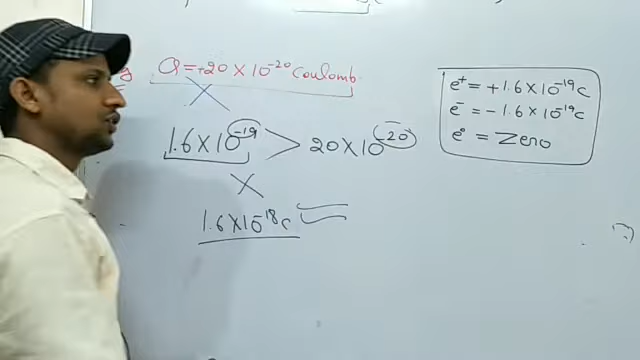 Q = +20 × 10⁻²⁰ Coulomb.
1.6 × 10⁻¹⁹ > 20 × 10⁻²⁰
1.6 × 10⁻¹⁸ C
e⁺ = +1.6 × 10⁻¹⁹ C
e⁻ = −1.6 × 10⁻¹⁹ C
e⁰ = Zero